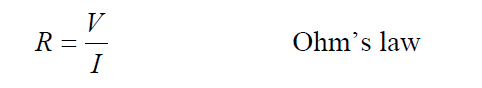 R = V / I Ohm's law